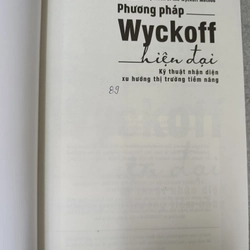 Phương pháp
Wyckoff
hiện đại
Kỹ thuật nhận diện
xu hướng thị trường tiềm năng
89